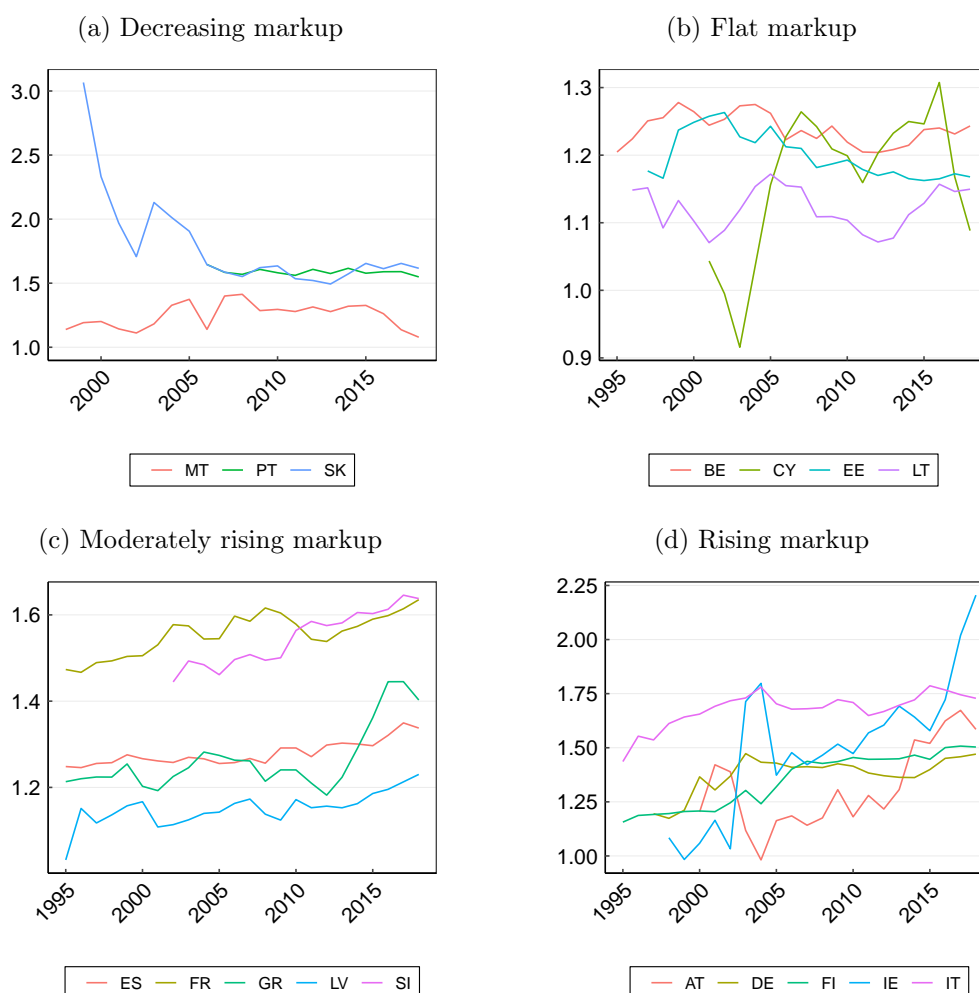 (a) Decreasing markup
3.0
2.5
2.0
1.5
1.0
2000 2005 2010 2015
MT PT SK
(b) Flat markup
1.3
1.2
1.1
1.0
0.9
1995 2000 2005 2010 2015
BE CY EE LT
(c) Moderately rising markup
1.6
1.4
1.2
1995 2000 2005 2010 2015
ES FR GR LV SI
(d) Rising markup
2.25
2.00
1.75
1.50
1.25
1.00
1995 2000 2005 2010 2015
AT DE FI IE IT